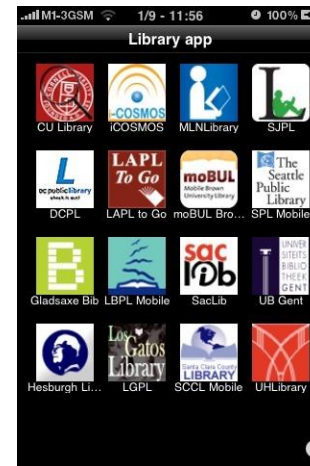 M1-3GSM 1/9 - 11:56 100%
Library app
i-COSMOS
CU Library iCOSMOS MLNLibrary SJPL
L LAPL To Go moBUL Mobile Brown University Library The Seattle Public Library
DC publiclibrary
DCPL LAPL to Go moBUL Bro... SPL Mobile
B sac lib UNIVERSITEITSBIBLIOTHEEK GENT
Gladsaxe Bib LBPL Mobile SacLib UB Gent
Los Gatos Library Santa Clara County LIBRARY
Hesburgh Li... LGPL SCCL Mobile UHLibrary